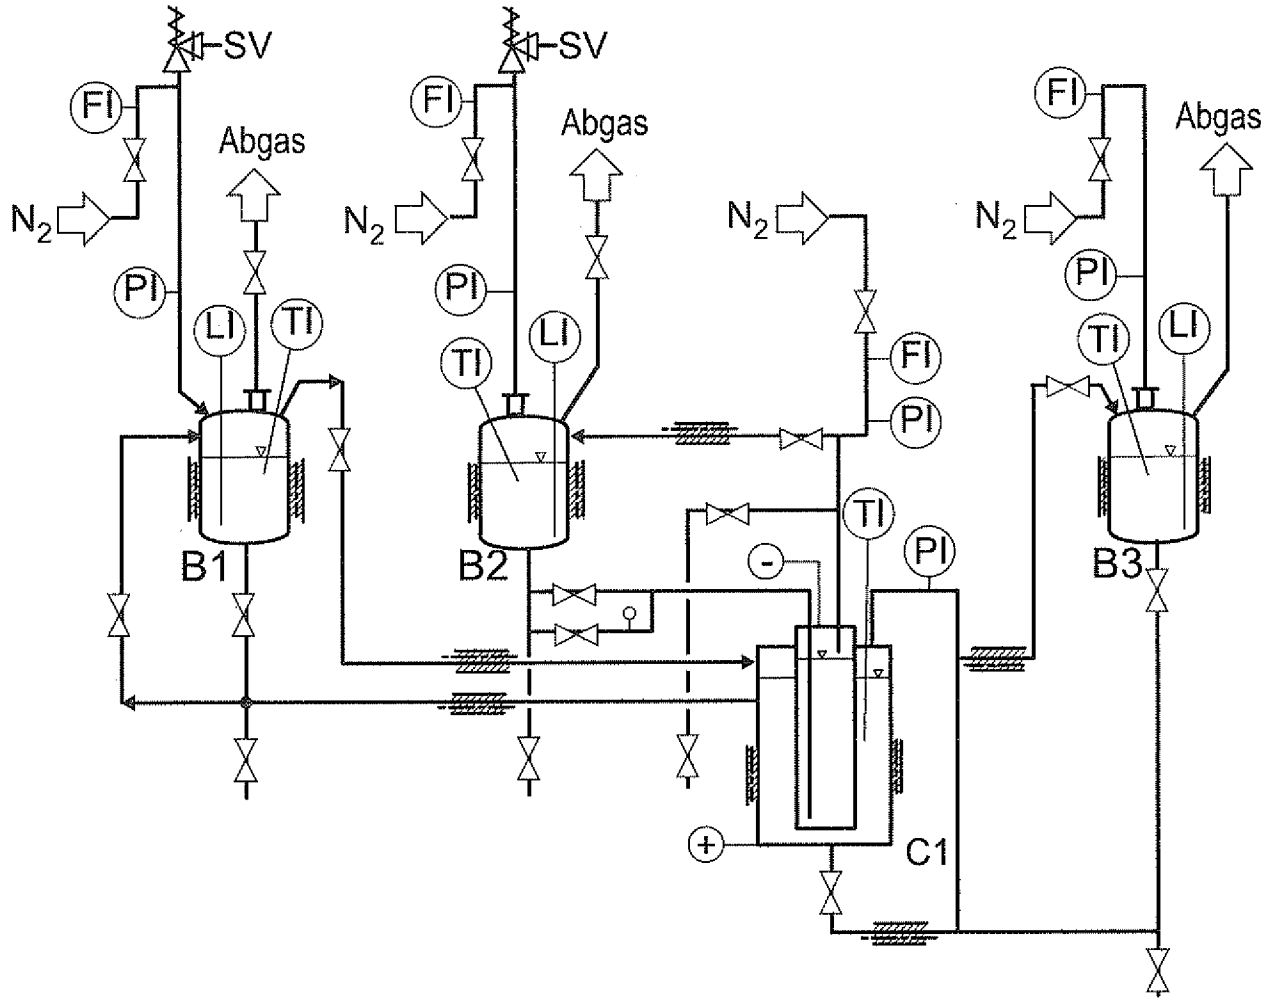 SV
SV
FI
FI
FI
Abgas
Abgas
Abgas
N2
N2
N2
N2
PI
PI
PI
LI
TI
LI
TI
FI
PI
TI
LI
B1
B2
B3
TI
PI
-
+
C1